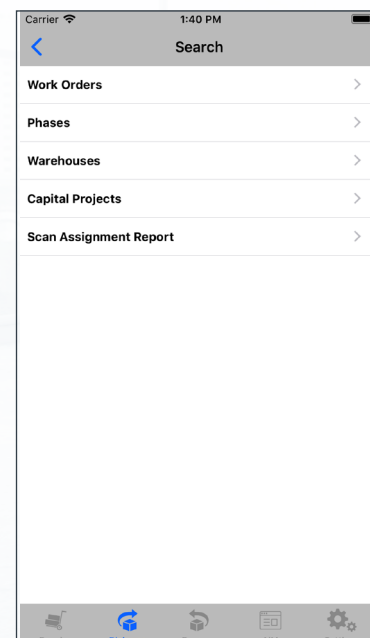 Carrier
1:40 PM
Search
Work Orders
Phases
Warehouses
Capital Projects
Scan Assignment Report